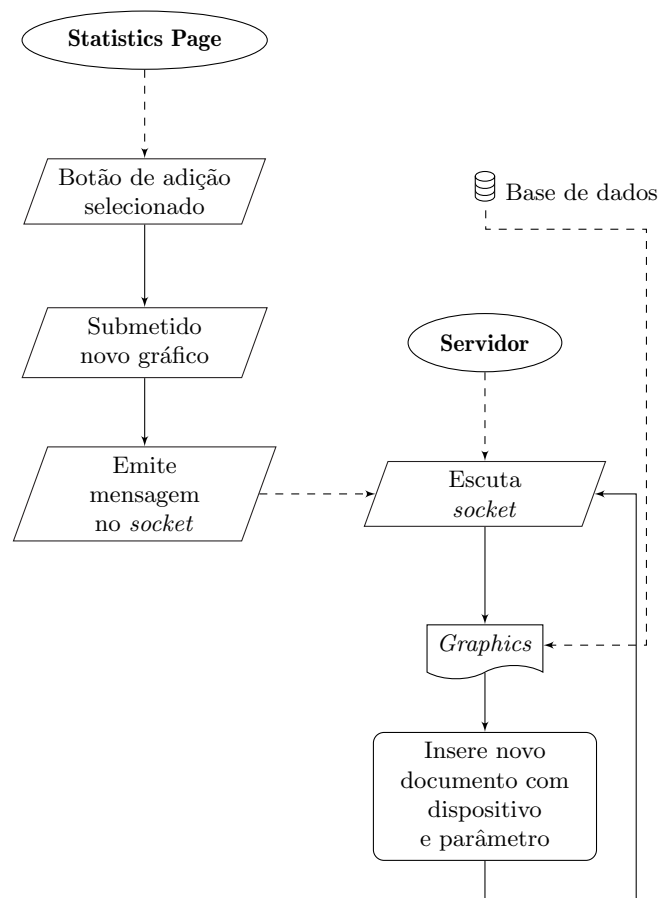 Statistics Page
Botão de adição
selecionado
Base de dados
Submetido
novo gráfico
Servidor
Emite
mensagem
no socket
Escuta
socket
Graphics
Insere novo
documento com
dispositivo
e parâmetro